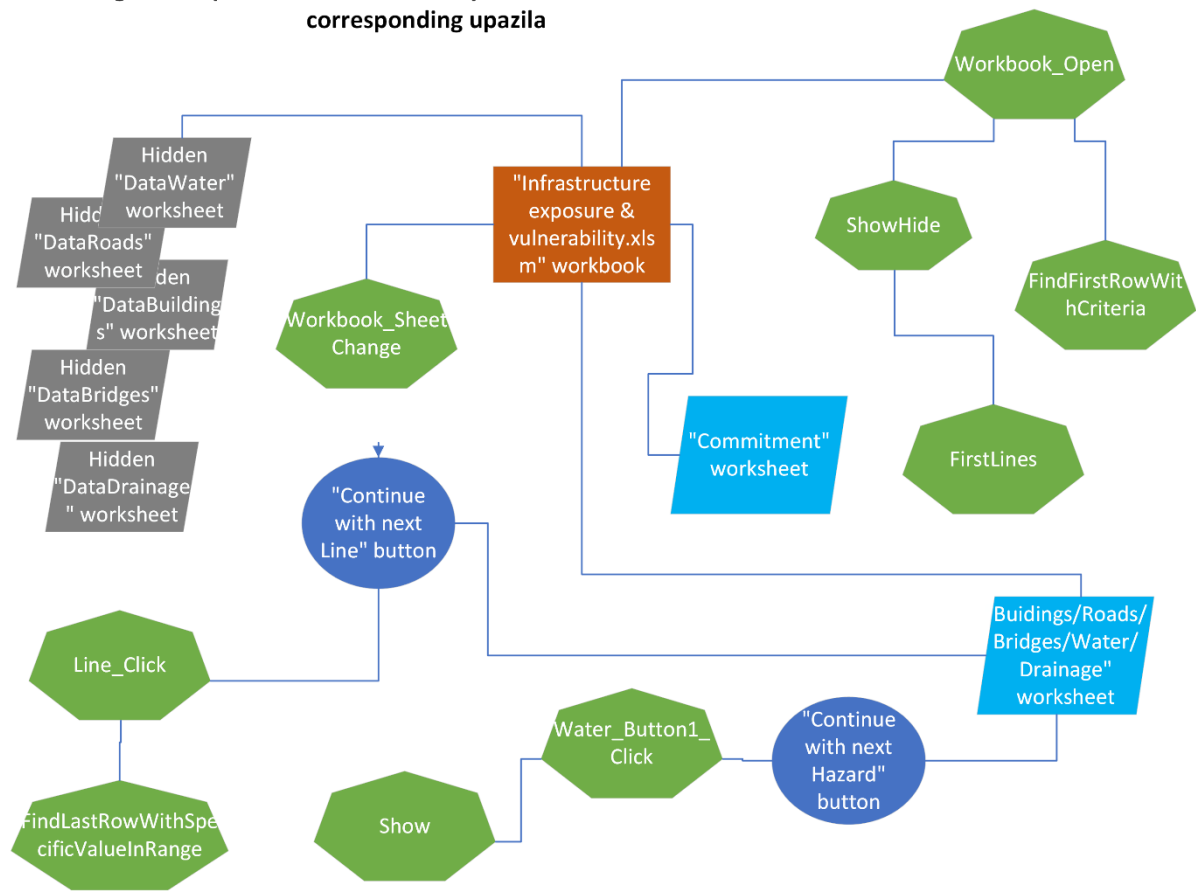 corresponding upazila
Workbook_Open
Hidden
"DataWater"
worksheet
"Infrastructure
exposure &
vulnerability.xls
m" workbook
"DataRoads"
worksheet
ShowHide
"DataBuilding
s" worksheet
FindFirstRowWit
hCriteria
Workbook_Sheet
Change
Hidden
"DataBridges"
worksheet
"Commitment"
worksheet
FirstLines
Hidden
"DataDrainage
" worksheet
"Continue
with next
Line" button
Buidings/Roads/
Bridges/Water/
Drainage"
worksheet
Line_Click
Water_Button1_
Click
"Continue
with next
Hazard"
button
FindLastRowWithSpe
cificValueInRange
Show